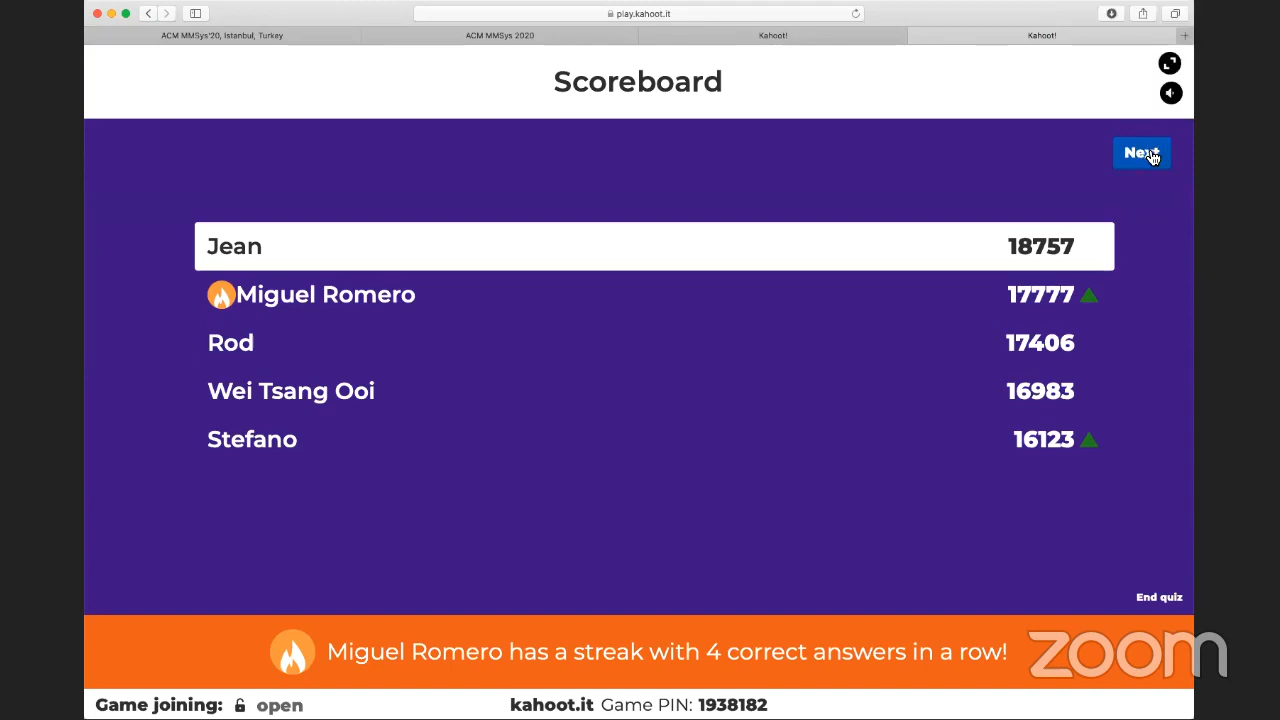 play.kahoot.it
ACM MMSys'20, Istanbul, Turkey
ACM MMSys 2020
Kahoot!
Kahoot!
Scoreboard
Next
Jean 18757
Miguel Romero 17777
Rod 17406
Wei Tsang Ooi 16983
Stefano 16123
End quiz
Miguel Romero has a streak with 4 correct answers in a row!
zoom
Game joining: open
kahoot.it Game PIN: 1938182